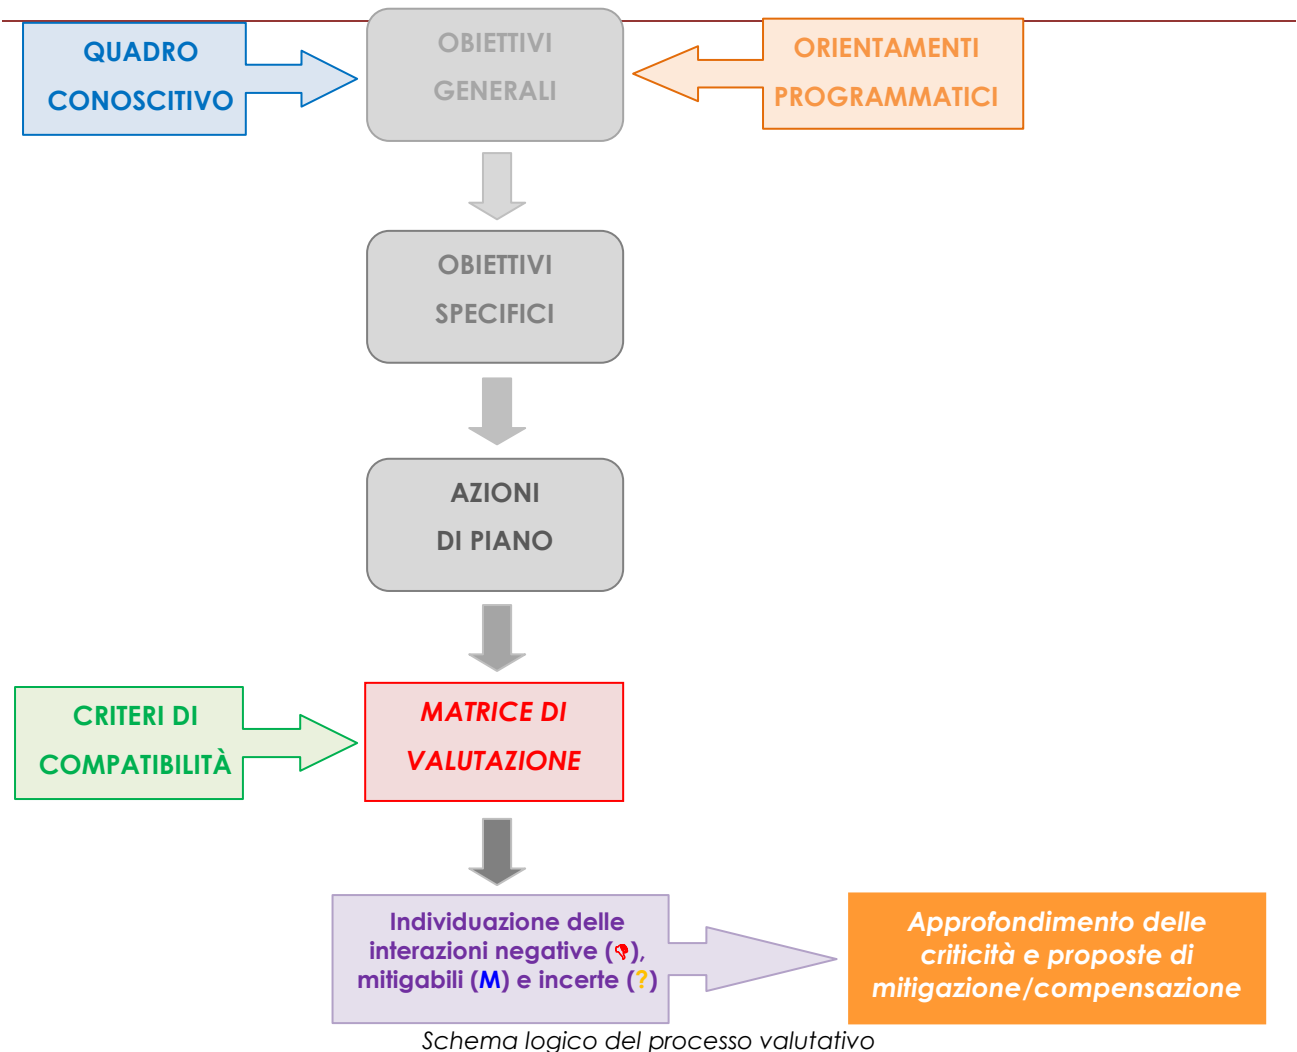 QUADRO
CONOSCITIVO
OBIETTIVI
GENERALI
ORIENTAMENTI
PROGRAMMATICI
OBIETTIVI
SPECIFICI
AZIONI
DI PIANO
CRITERI DI
COMPATIBILITÀ
MATRICE DI
VALUTAZIONE
Individuazione delle
interazioni negative (👎),
mitigabili (M) e incerte (?)
Approfondimento delle
criticità e proposte di
mitigazione/compensazione
Schema logico del processo valutativo